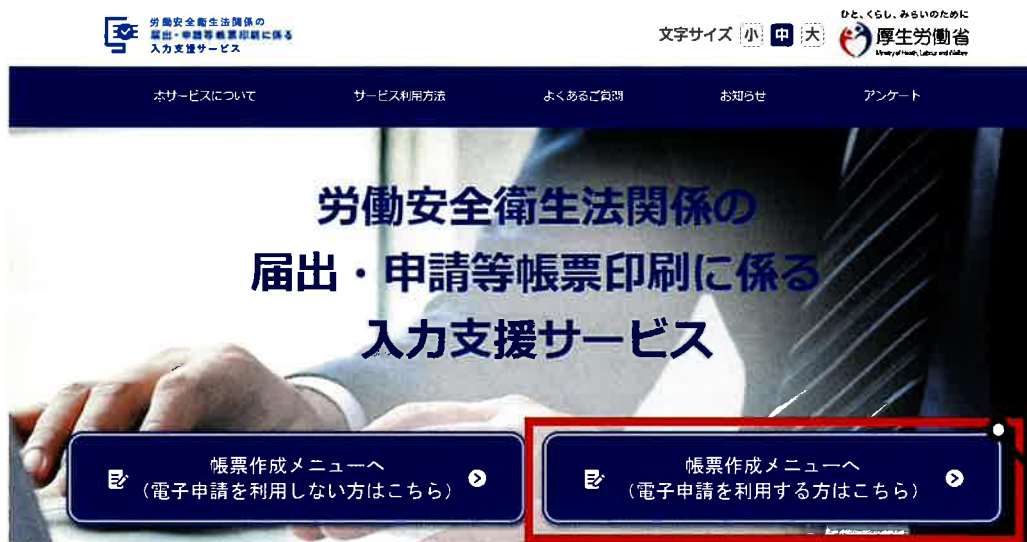 労働安全衛生法関係の
届出・申請等帳票印刷に係る
入力支援サービス
文字サイズ 小 中 大
ひと、くらし、みらいのために
厚生労働省
Ministry of Health, Labour and Welfare
本サービスについて サービス利用方法 よくあるご質問 お知らせ アンケート
労働安全衛生法関係の
届出・申請等帳票印刷に係る
入力支援サービス
帳票作成メニューへ
（電子申請を利用しない方はこちら）
帳票作成メニューへ
（電子申請を利用する方はこちら）